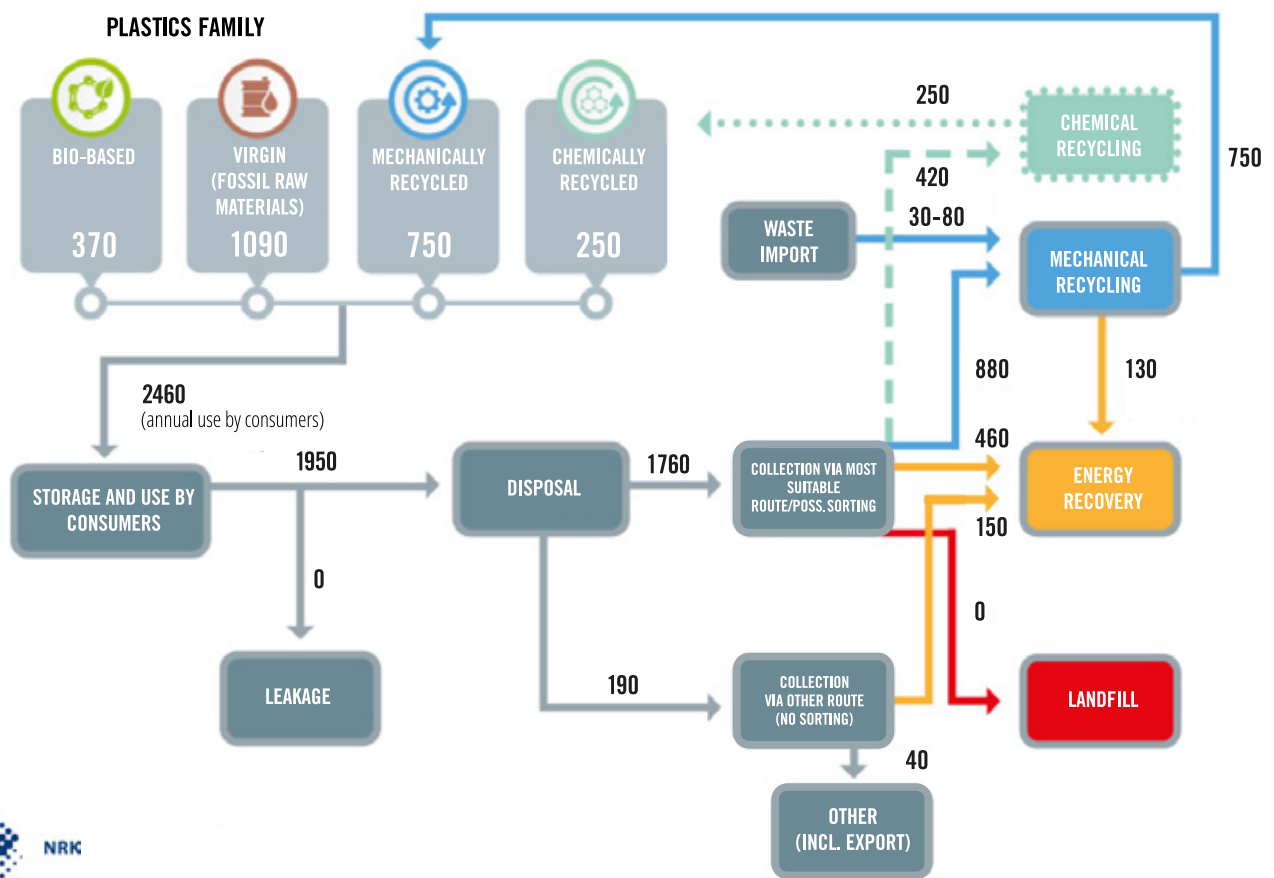 PLASTICS FAMILY
BIO-BASED
370
VIRGIN
(FOSSIL RAW
MATERIALS)
1090
MECHANICALLY
RECYCLED
750
CHEMICALLY
RECYCLED
250
250
CHEMICAL
RECYCLING
420
750
WASTE
IMPORT
30-80
MECHANICAL
RECYCLING
880
130
2460
(annual use by consumers)
STORAGE AND USE BY
CONSUMERS
1950
DISPOSAL
1760
COLLECTION VIA MOST
SUITABLE
ROUTE/POSS. SORTING
460
ENERGY
RECOVERY
150
0
0
LEAKAGE
190
COLLECTION
VIA OTHER ROUTE
(NO SORTING)
LANDFILL
40
OTHER
(INCL. EXPORT)
NRK